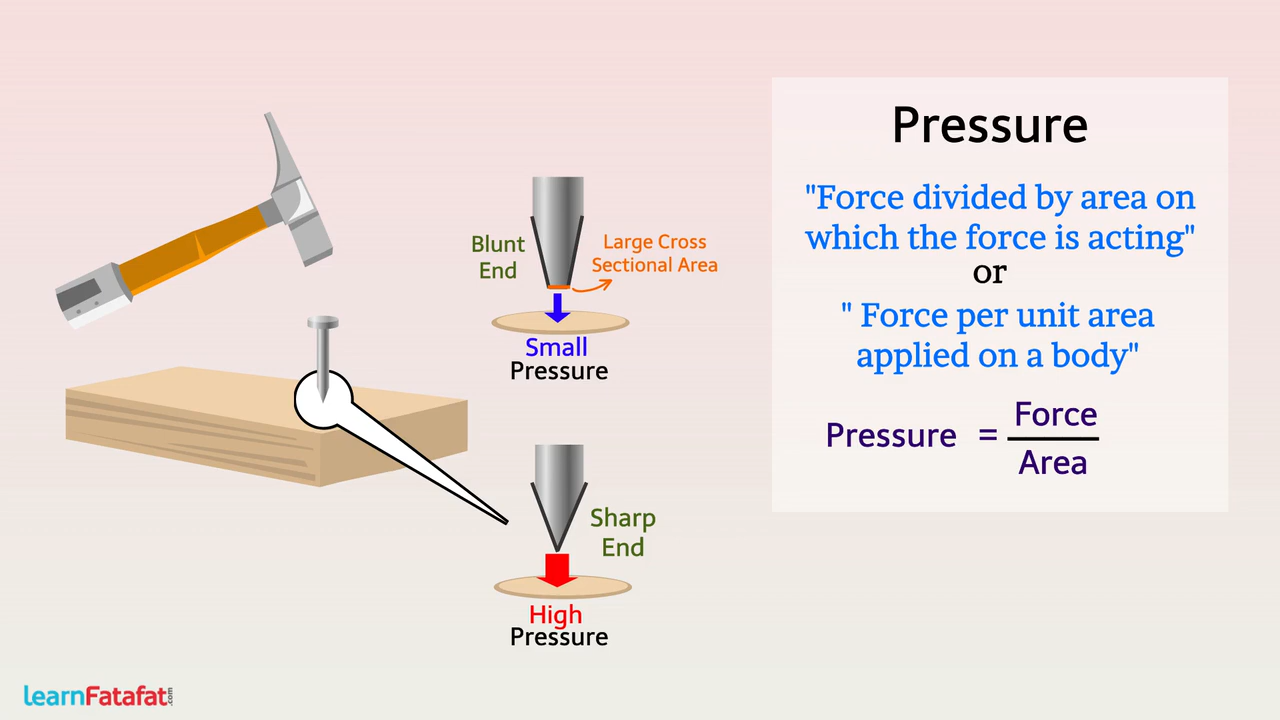 Pressure
"Force divided by area on
which the force is acting"
or
" Force per unit area
applied on a body"
Pressure = Force
Area
Blunt
End
Large Cross
Sectional Area
Small
Pressure
Sharp
End
High
Pressure
learnFatafat.com